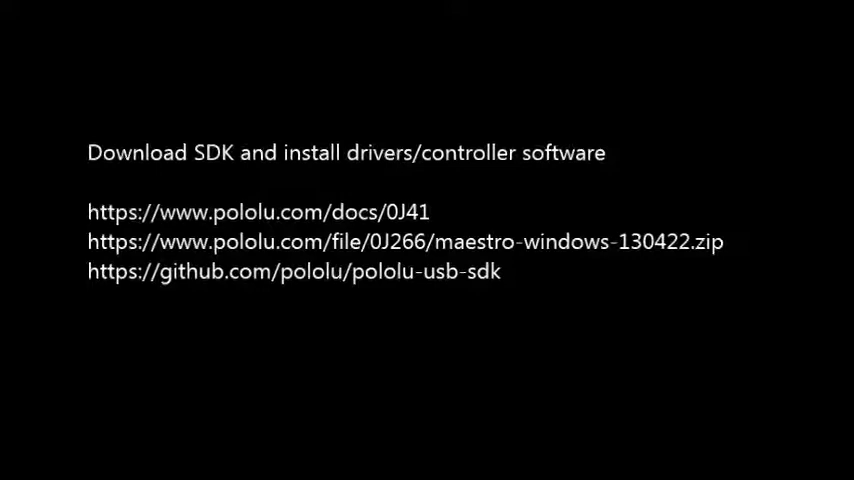 Download SDK and install drivers/controller software
https://www.pololu.com/docs/0J41
https://www.pololu.com/file/0J266/maestro-windows-130422.zip
https://github.com/pololu/pololu-usb-sdk